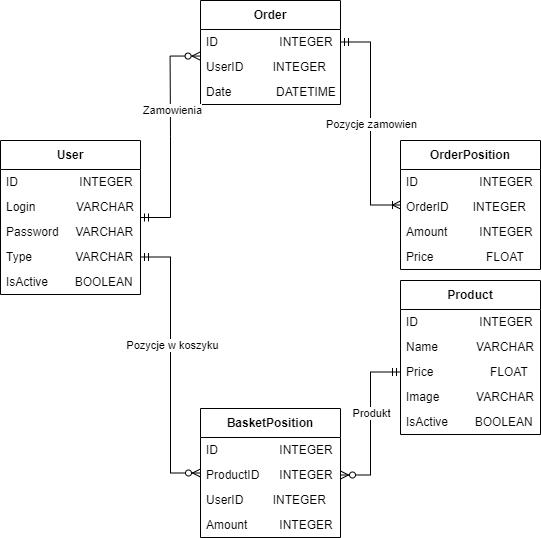 Order
ID INTEGER
UserID INTEGER
Date DATETIME
Zamowienia
Pozycje zamowien
User
ID INTEGER
Login VARCHAR
Password VARCHAR
Type VARCHAR
IsActive BOOLEAN
OrderPosition
ID INTEGER
OrderID INTEGER
Amount INTEGER
Price FLOAT
Product
ID INTEGER
Name VARCHAR
Price FLOAT
Image VARCHAR
IsActive BOOLEAN
Pozycje w koszyku
Produkt
BasketPosition
ID INTEGER
ProductID INTEGER
UserID INTEGER
Amount INTEGER